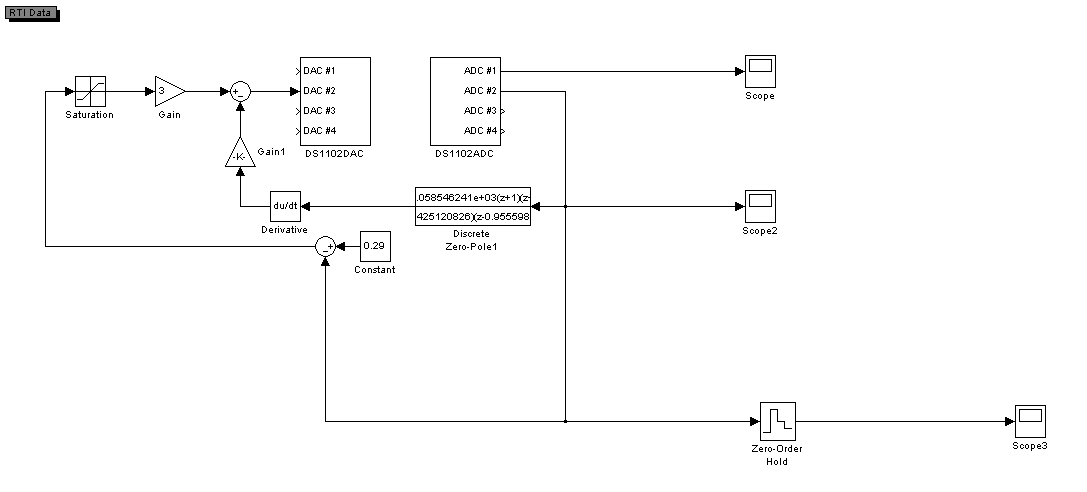 RTI Data
DAC #1
DAC #2
DAC #3
DAC #4
DS1102DAC
ADC #1
ADC #2
ADC #3
ADC #4
DS1102ADC
Scope
Saturation
3
Gain
+
-
-K-
Gain1
du/dt
Derivative
.058546241e+03(z+1)(z-
425120826)(z-0.955598
Discrete
Zero-Pole1
Scope2
-
+
0.29
Constant
Zero-Order
Hold
Scope3